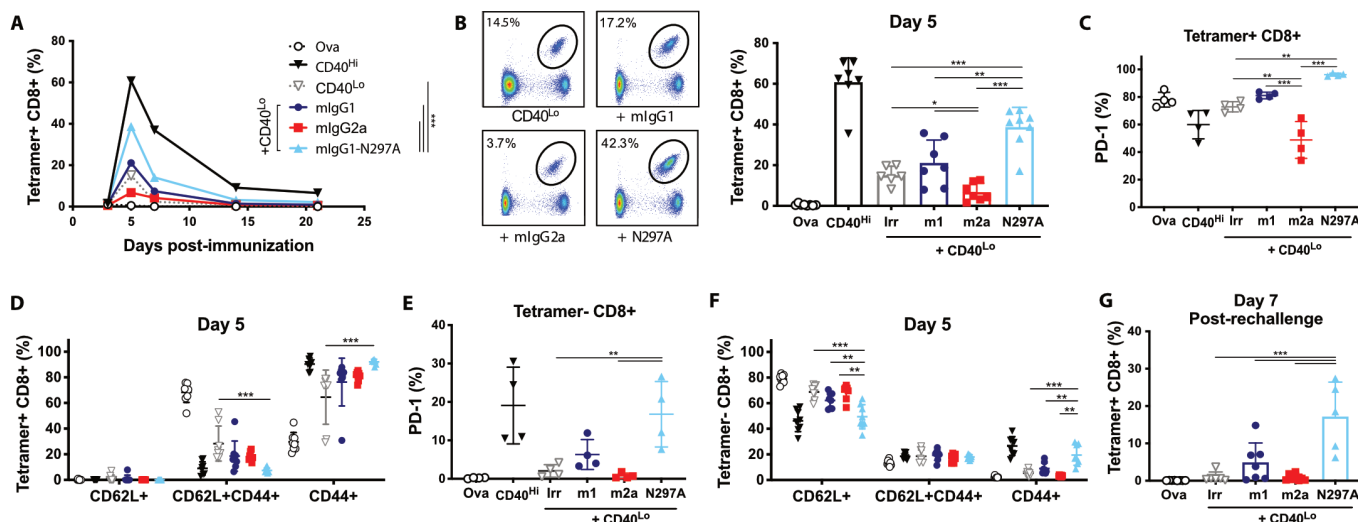 A
Tetramer+ CD8+ (%)
80
60
40
20
0
0
5
10
15
20
25
Days post-immunization
Ova
CD40Hi
CD40Lo
mIgG1
mIgG2a
mIgG1-N297A
+CD40Lo
***
B
14.5%
17.2%
CD40Lo
+ mIgG1
3.7%
42.3%
+ mIgG2a
+ N297A
Day 5
Tetramer+ CD8+ (%)
80
60
40
20
0
***
**
***
*
Ova
CD40Hi
Irr
m1
m2a
N297A
+ CD40Lo
C
Tetramer+ CD8+
PD-1 (%)
100
80
60
40
20
0
**
***
**
***
Ova
CD40Hi
Irr
m1
m2a
N297A
+ CD40Lo
D
Day 5
Tetramer+ CD8+ (%)
100
80
60
40
20
0
***
***
CD62L+
CD62L+CD44+
CD44+
E
Tetramer- CD8+
PD-1 (%)
40
30
20
10
0
**
Ova
CD40Hi
Irr
m1
m2a
N297A
+ CD40Lo
F
Day 5
Tetramer- CD8+ (%)
100
80
60
40
20
0
***
**
**
***
**
**
CD62L+
CD62L+CD44+
CD44+
G
Day 7
Post-rechallenge
Tetramer+ CD8+ (%)
40
30
20
10
0
***
Ova
Irr
m1
m2a
N297A
+ CD40Lo